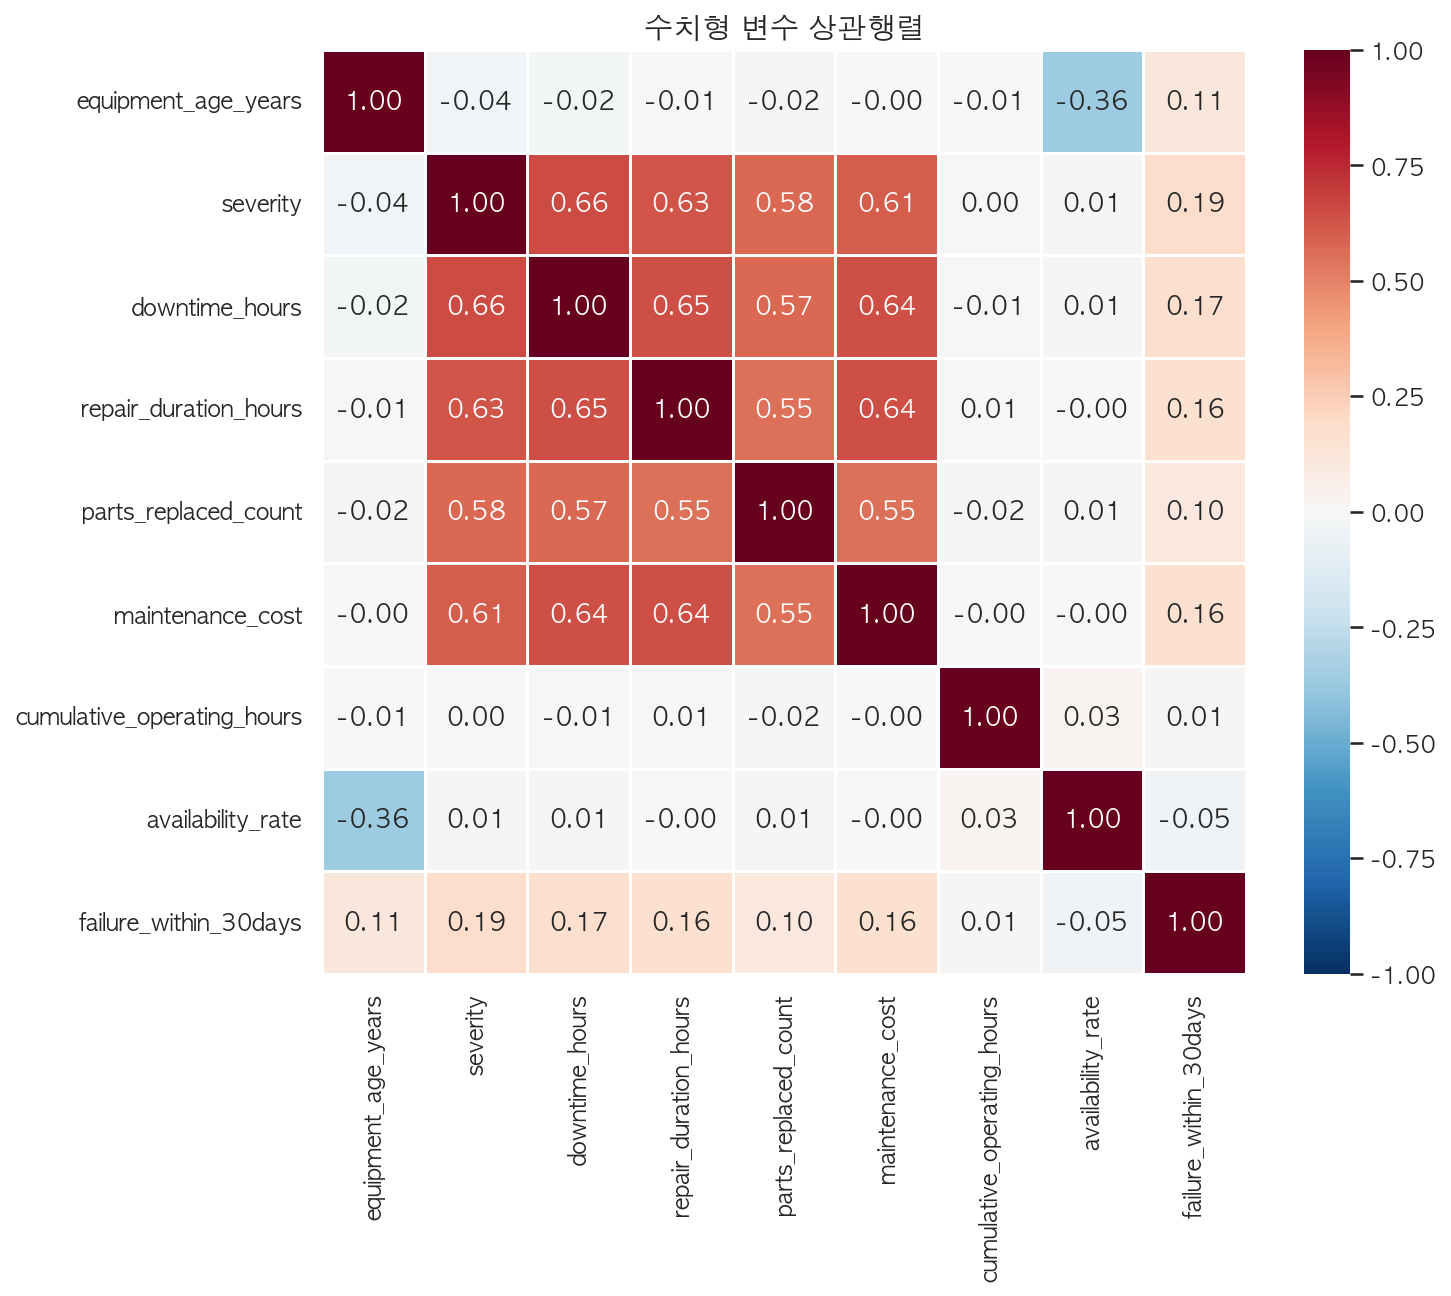 수치형 변수 상관행렬
equipment_age_years 1.00 -0.04 -0.02 -0.01 -0.02 -0.00 -0.01 -0.36 0.11
severity -0.04 1.00 0.66 0.63 0.58 0.61 0.00 0.01 0.19
downtime_hours -0.02 0.66 1.00 0.65 0.57 0.64 -0.01 0.01 0.17
repair_duration_hours -0.01 0.63 0.65 1.00 0.55 0.64 0.01 -0.00 0.16
parts_replaced_count -0.02 0.58 0.57 0.55 1.00 0.55 -0.02 0.01 0.10
maintenance_cost -0.00 0.61 0.64 0.64 0.55 1.00 -0.00 -0.00 0.16
cumulative_operating_hours -0.01 0.00 -0.01 0.01 -0.02 -0.00 1.00 0.03 0.01
availability_rate -0.36 0.01 0.01 -0.00 0.01 -0.00 0.03 1.00 -0.05
failure_within_30days 0.11 0.19 0.17 0.16 0.10 0.16 0.01 -0.05 1.00
equipment_age_years
severity
downtime_hours
repair_duration_hours
parts_replaced_count
maintenance_cost
cumulative_operating_hours
availability_rate
failure_within_30days
1.00
0.75
0.50
0.25
0.00
-0.25
-0.50
-0.75
-1.00